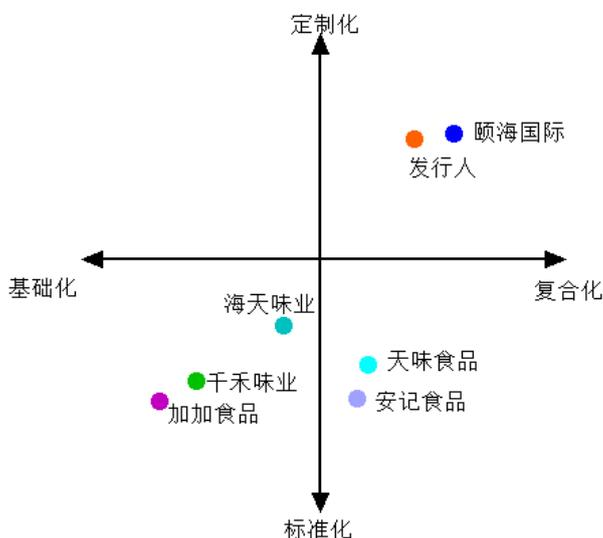 定制化
颐海国际
发行人
基础化
复合化
海天味业
天味食品
千禾味业
安记食品
加加食品
标准化